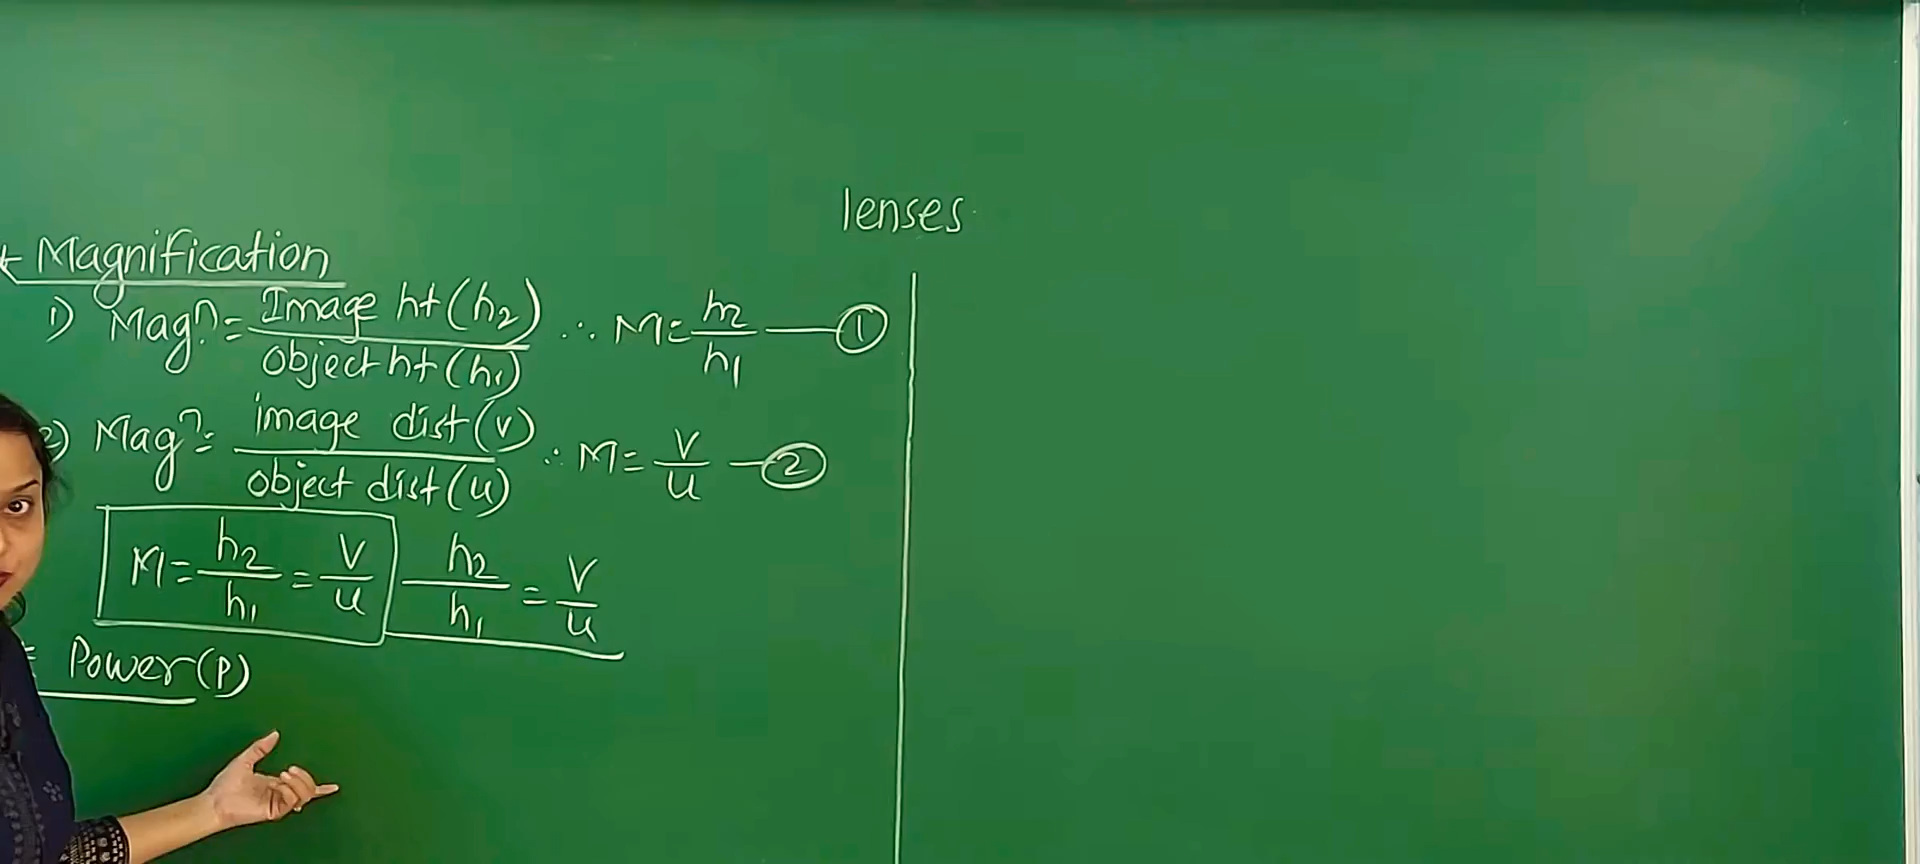 lenses
Magnification
1) Magn. = Image ht (h2) / object ht (h1) ∴ M = h2 / h1 — 1
2) Magn. = image dist (v) / object dist (u) ∴ M = v / u — 2
M = h2 / h1 = v / u h2 / h1 = v / u
Power (P)